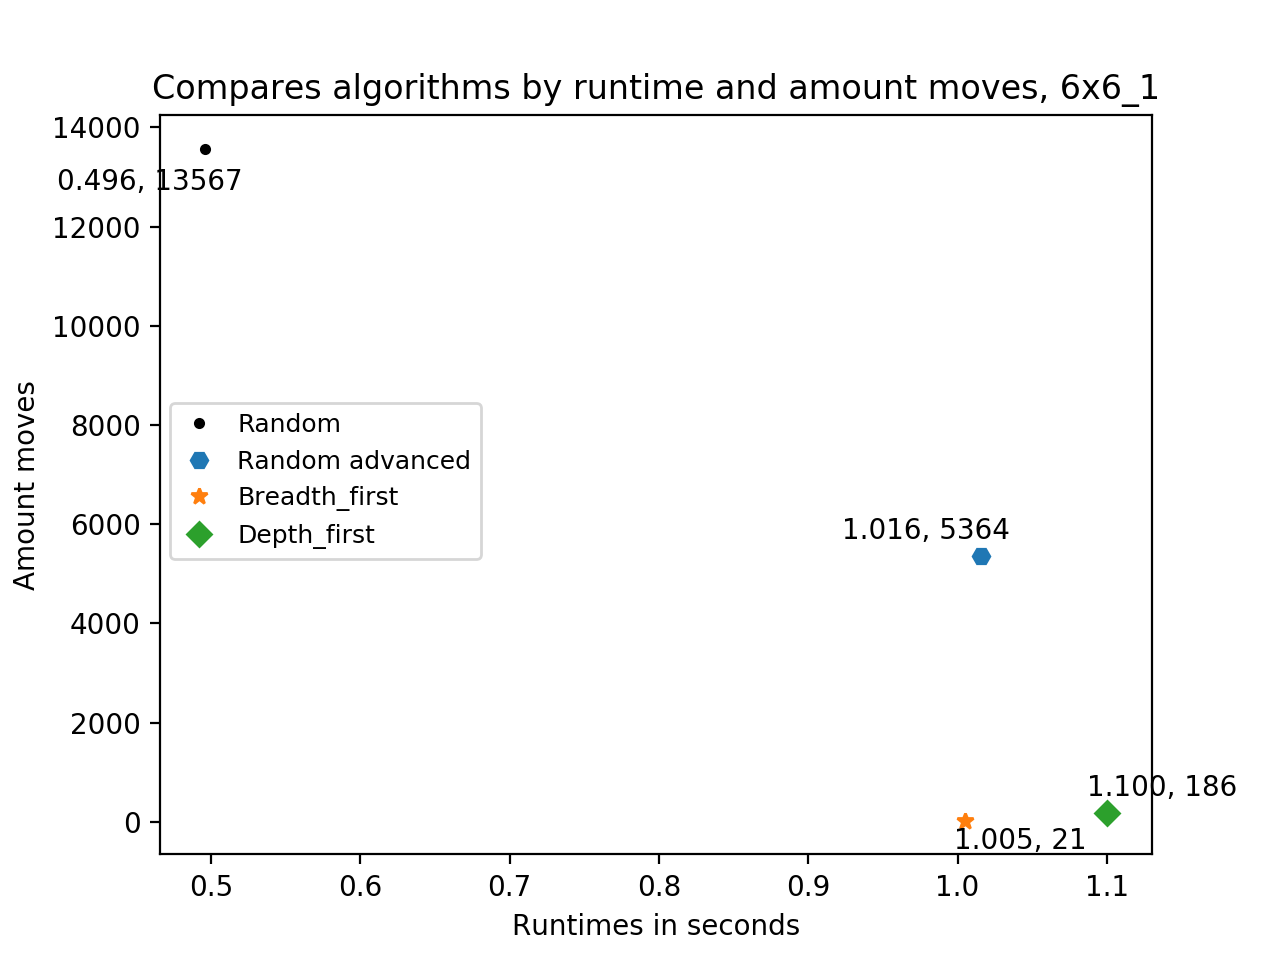 Compares algorithms by runtime and amount moves, 6x6_1
14000
0.496, 13567
12000
10000
8000
6000
4000
2000
0
Amount moves
Random
Random advanced
Breadth_first
Depth_first
1.016, 5364
1.100, 186
1.005, 21
0.5 0.6 0.7 0.8 0.9 1.0 1.1
Runtimes in seconds